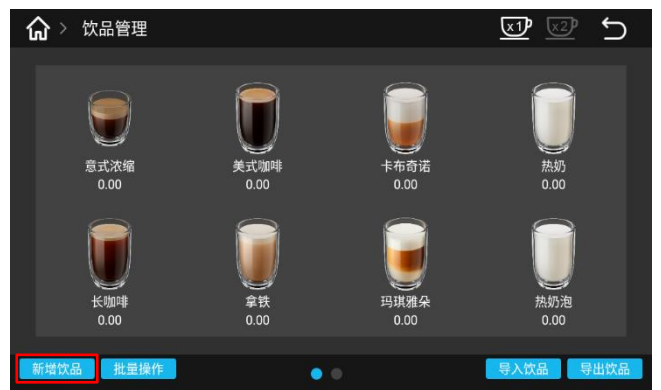 > 饮品管理
x1 x2
意式浓缩 美式咖啡 卡布奇诺 热奶
0.00 0.00 0.00 0.00
长咖啡 拿铁 玛琪雅朵 热奶泡
0.00 0.00 0.00 0.00
新增饮品 批量操作 导入饮品 导出饮品